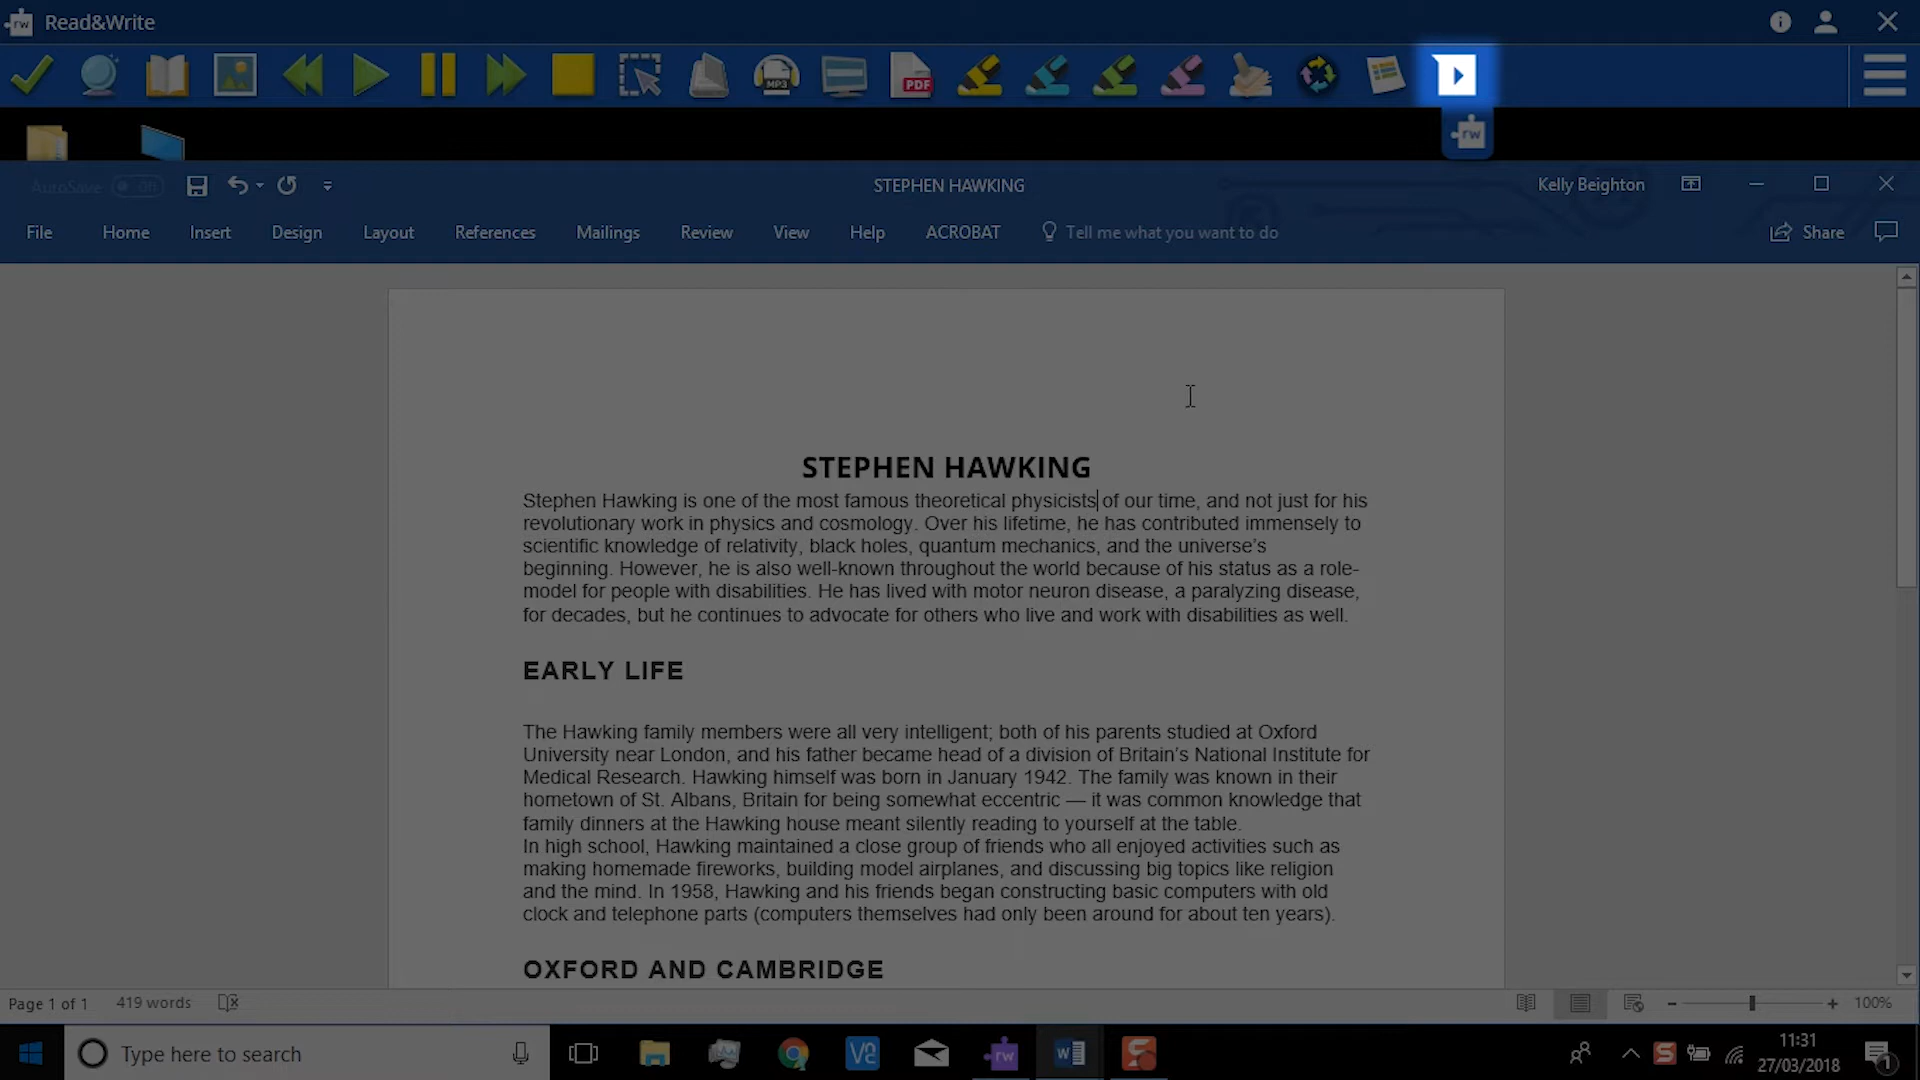 rw Read&Write
MP3
PDF
rw
AutoSave Off
STEPHEN HAWKING
Kelly Beighton
File Home Insert Design Layout References Mailings Review View Help ACROBAT Tell me what you want to do Share
STEPHEN HAWKING
Stephen Hawking is one of the most famous theoretical physicists of our time, and not just for his
revolutionary work in physics and cosmology. Over his lifetime, he has contributed immensely to
scientific knowledge of relativity, black holes, quantum mechanics, and the universe's
beginning. However, he is also well-known throughout the world because of his status as a role-
model for people with disabilities. He has lived with motor neuron disease, a paralyzing disease,
for decades, but he continues to advocate for others who live and work with disabilities as well.
EARLY LIFE
The Hawking family members were all very intelligent; both of his parents studied at Oxford
University near London, and his father became head of a division of Britain's National Institute for
Medical Research. Hawking himself was born in January 1942. The family was known in their
hometown of St. Albans, Britain for being somewhat eccentric — it was common knowledge that
family dinners at the Hawking house meant silently reading to yourself at the table.
In high school, Hawking maintained a close group of friends who all enjoyed activities such as
making homemade fireworks, building model airplanes, and discussing big topics like religion
and the mind. In 1958, Hawking and his friends began constructing basic computers with old
clock and telephone parts (computers themselves had only been around for about ten years).
OXFORD AND CAMBRIDGE
Page 1 of 1 419 words 100%
Type here to search
rw
11:31
27/03/2018
1